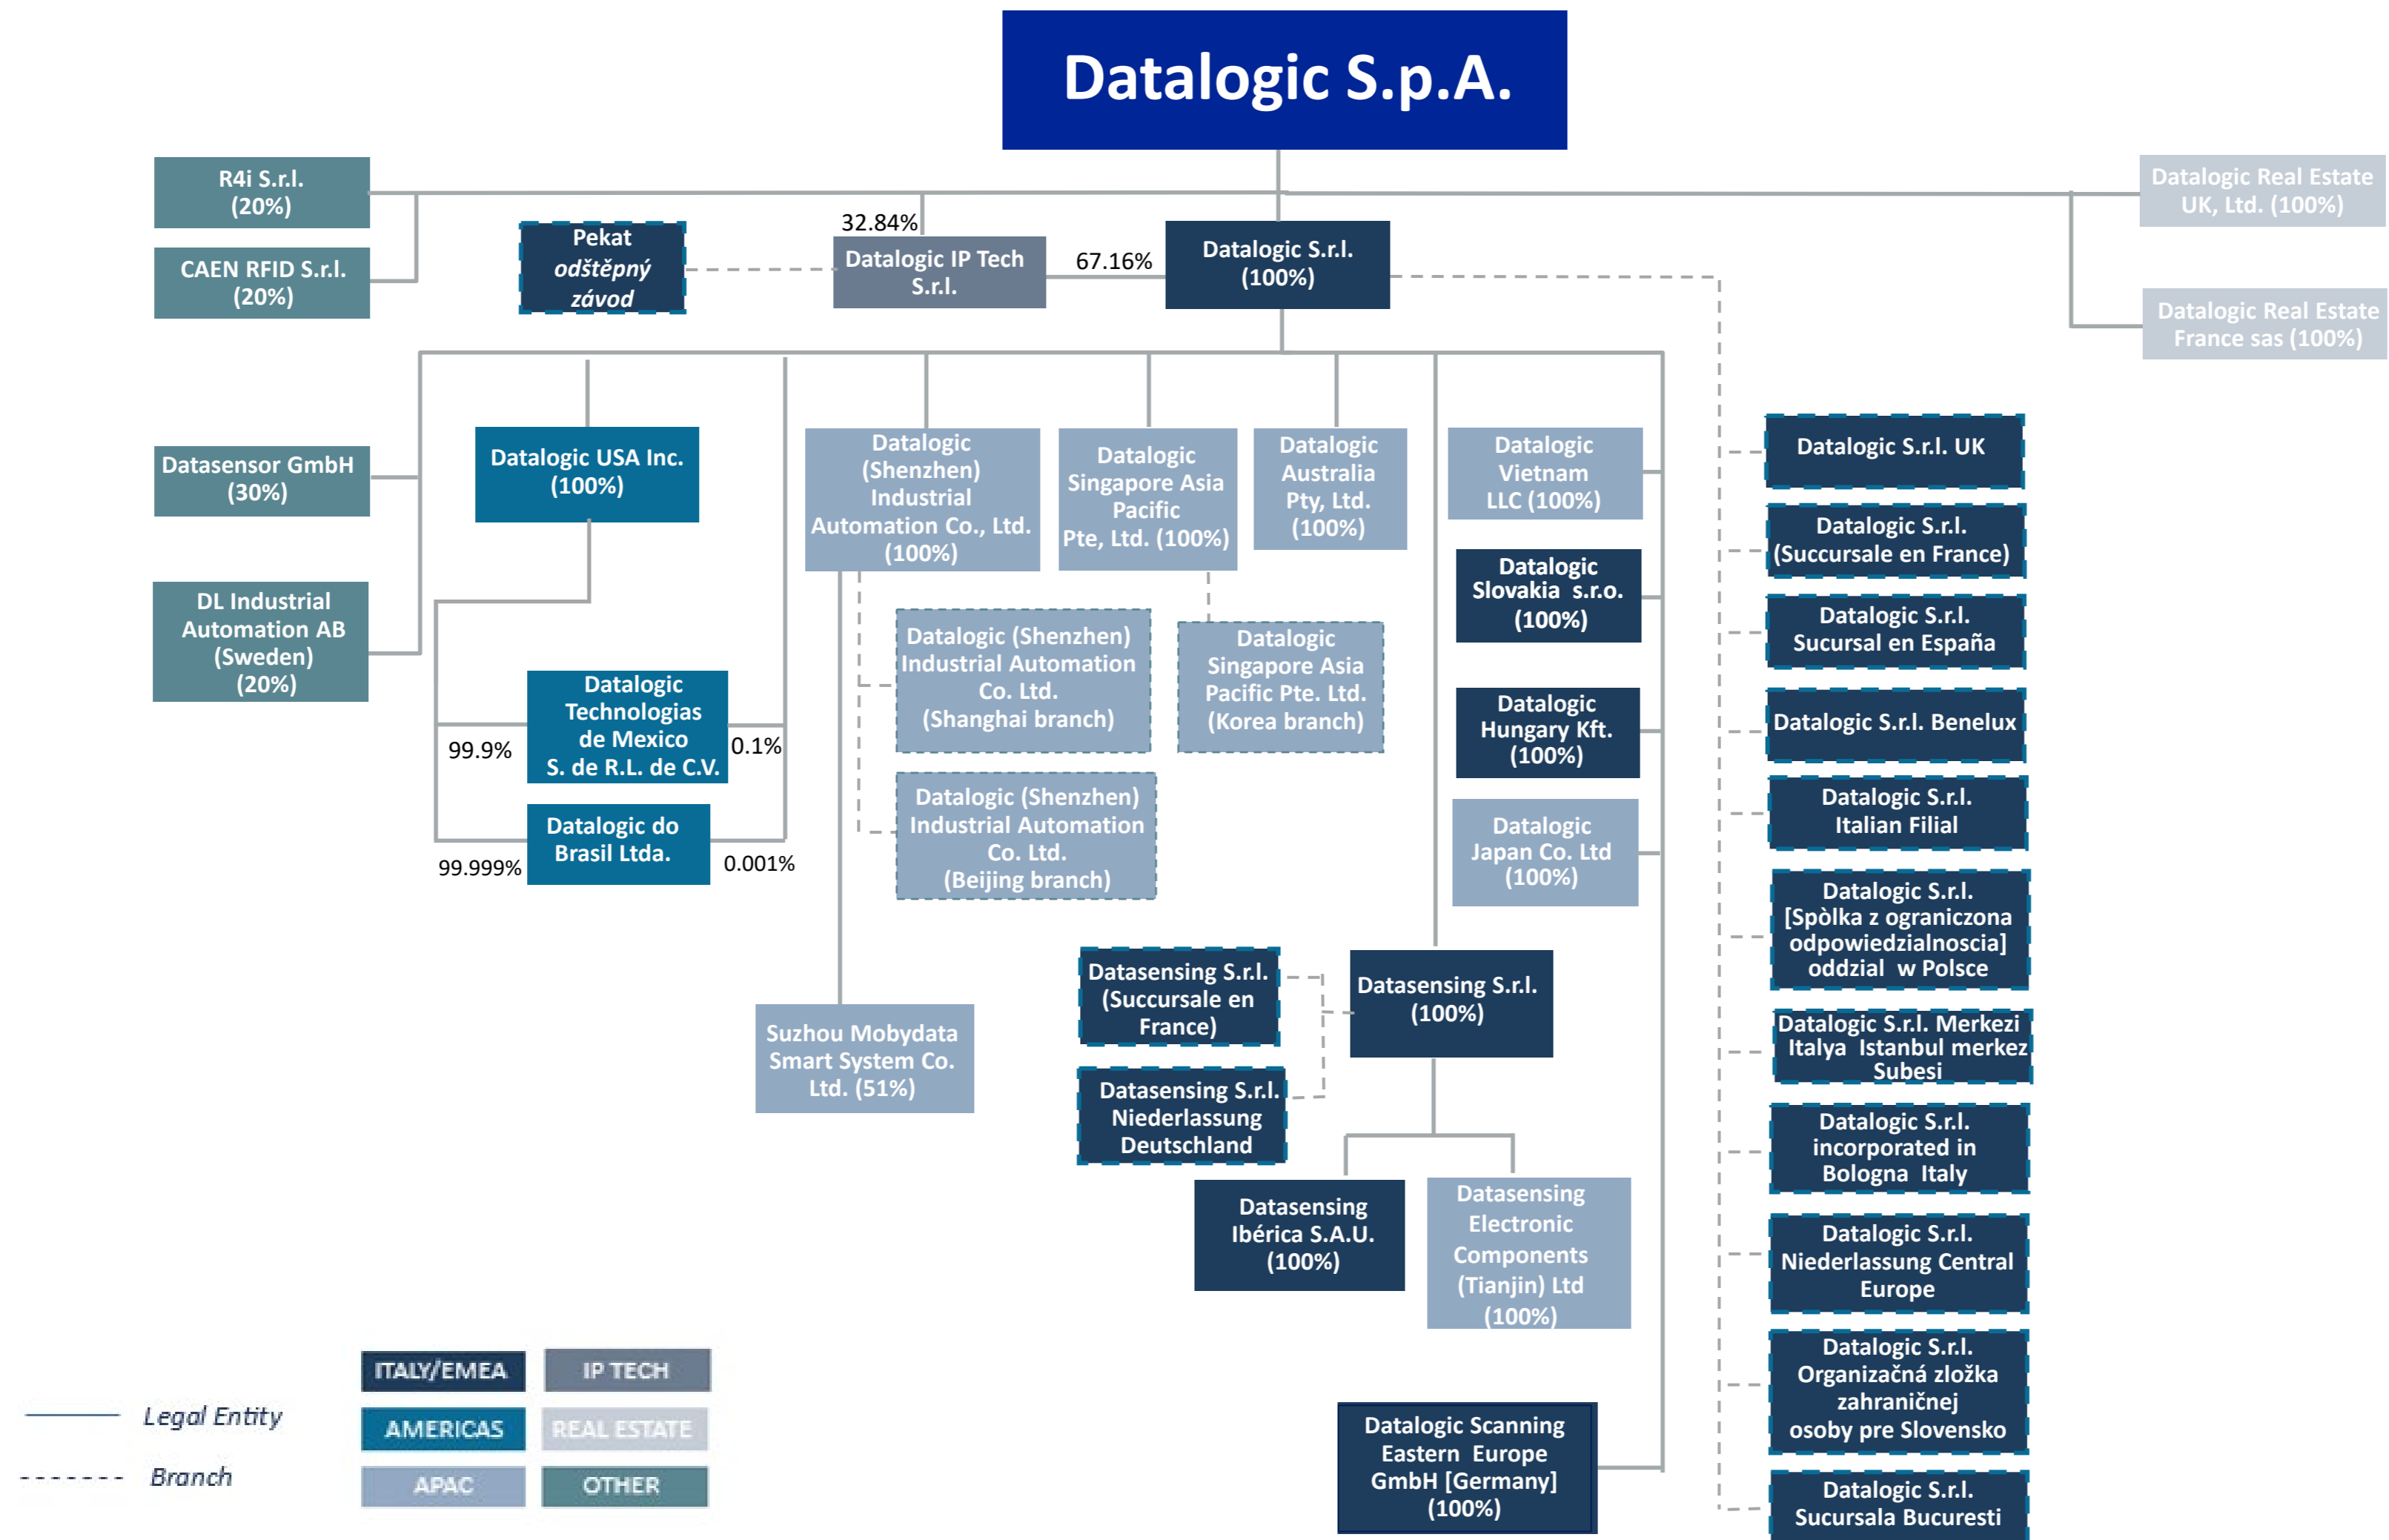 Datalogic S.p.A.
R4i S.r.l.
(20%)
CAEN RFID S.r.l.
(20%)
Pekat
odštěpný
závod
32.84%
Datalogic IP Tech
S.r.l.
67.16%
Datalogic S.r.l.
(100%)
Datalogic Real Estate
UK, Ltd. (100%)
Datalogic Real Estate
France sas (100%)
Datasensor GmbH
(30%)
DL Industrial
Automation AB
(Sweden)
(20%)
Datalogic USA Inc.
(100%)
Datalogic
Technologias
de Mexico
S. de R.L. de C.V.
99.9%
0.1%
Datalogic do
Brasil Ltda.
99.999%
0.001%
Datalogic
(Shenzhen)
Industrial
Automation Co., Ltd.
(100%)
Datalogic (Shenzhen)
Industrial Automation
Co. Ltd.
(Shanghai branch)
Datalogic (Shenzhen)
Industrial Automation
Co. Ltd.
(Beijing branch)
Suzhou Mobydata
Smart System Co.
Ltd. (51%)
Datalogic
Singapore Asia
Pacific
Pte, Ltd. (100%)
Datalogic
Singapore Asia
Pacific Pte. Ltd.
(Korea branch)
Datalogic
Australia
Pty, Ltd.
(100%)
Datalogic
Vietnam
LLC (100%)
Datalogic
Slovakia s.r.o.
(100%)
Datalogic
Hungary Kft.
(100%)
Datalogic
Japan Co. Ltd
(100%)
Datasensing S.r.l.
(Succursale en
France)
Datasensing S.r.l.
Niederlassung
Deutschland
Datasensing S.r.l.
(100%)
Datasensing
Ibérica S.A.U.
(100%)
Datasensing
Electronic
Components
(Tianjin) Ltd
(100%)
Datalogic Scanning
Eastern Europe
GmbH [Germany]
(100%)
Datalogic S.r.l. UK
Datalogic S.r.l.
(Succursale en France)
Datalogic S.r.l.
Sucursal en España
Datalogic S.r.l. Benelux
Datalogic S.r.l.
Italian Filial
Datalogic S.r.l.
[Spòlka z ograniczona
odpowiedzialnoscia]
oddzial w Polsce
Datalogic S.r.l. Merkezi
Italya Istanbul merkez
Subesi
Datalogic S.r.l.
incorporated in
Bologna Italy
Datalogic S.r.l.
Niederlassung Central
Europe
Datalogic S.r.l.
Organizačná zložka
zahraničnej
osoby pre Slovensko
Datalogic S.r.l.
Sucursala Bucuresti
Legal Entity
Branch
ITALY/EMEA
IP TECH
AMERICAS
REAL ESTATE
APAC
OTHER